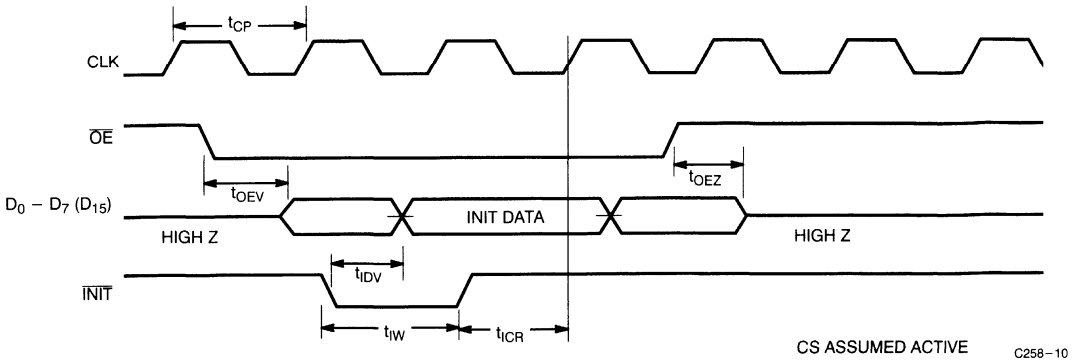 tCP
CLK
OE
tOEV
tOEZ
D0 – D7 (D15)
INIT DATA
HIGH Z
HIGH Z
tIDV
INIT
tIW
tICR
CS ASSUMED ACTIVE
C258–10